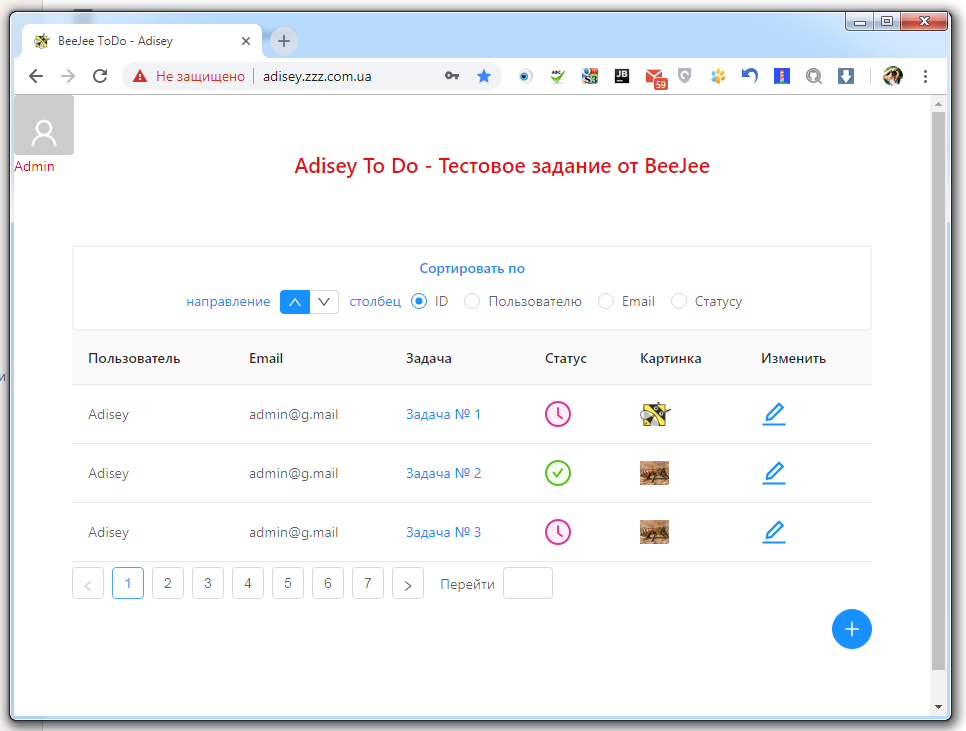 BeeJee ToDo - Adisey
Не защищено adisey.zzz.com.ua
ABC
S3
JB
59
Admin
Adisey To Do - Тестовое задание от BeeJee
и
Сортировать по
направление столбец ID Пользователю Email Статусу
Пользователь Email Задача Статус Картинка Изменить
Adisey admin@g.mail Задача № 1
Adisey admin@g.mail Задача № 2
Adisey admin@g.mail Задача № 3
< 1 2 3 4 5 6 7 > Перейти